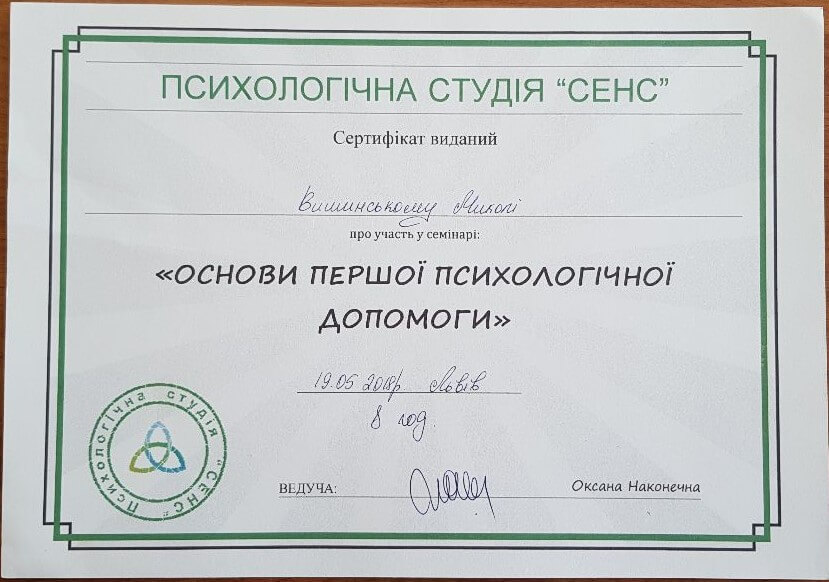 ПСИХОЛОГІЧНА СТУДІЯ “СЕНС”
Сертифікат виданий
Вишинському Миколі
про участь у семінарі:
«ОСНОВИ ПЕРШОЇ ПСИХОЛОГІЧНОЇ
ДОПОМОГИ»
19.05 2018р. Львів
8 год.
ВЕДУЧА: Оксана Наконечна
Психологічна студія "СЕНС"